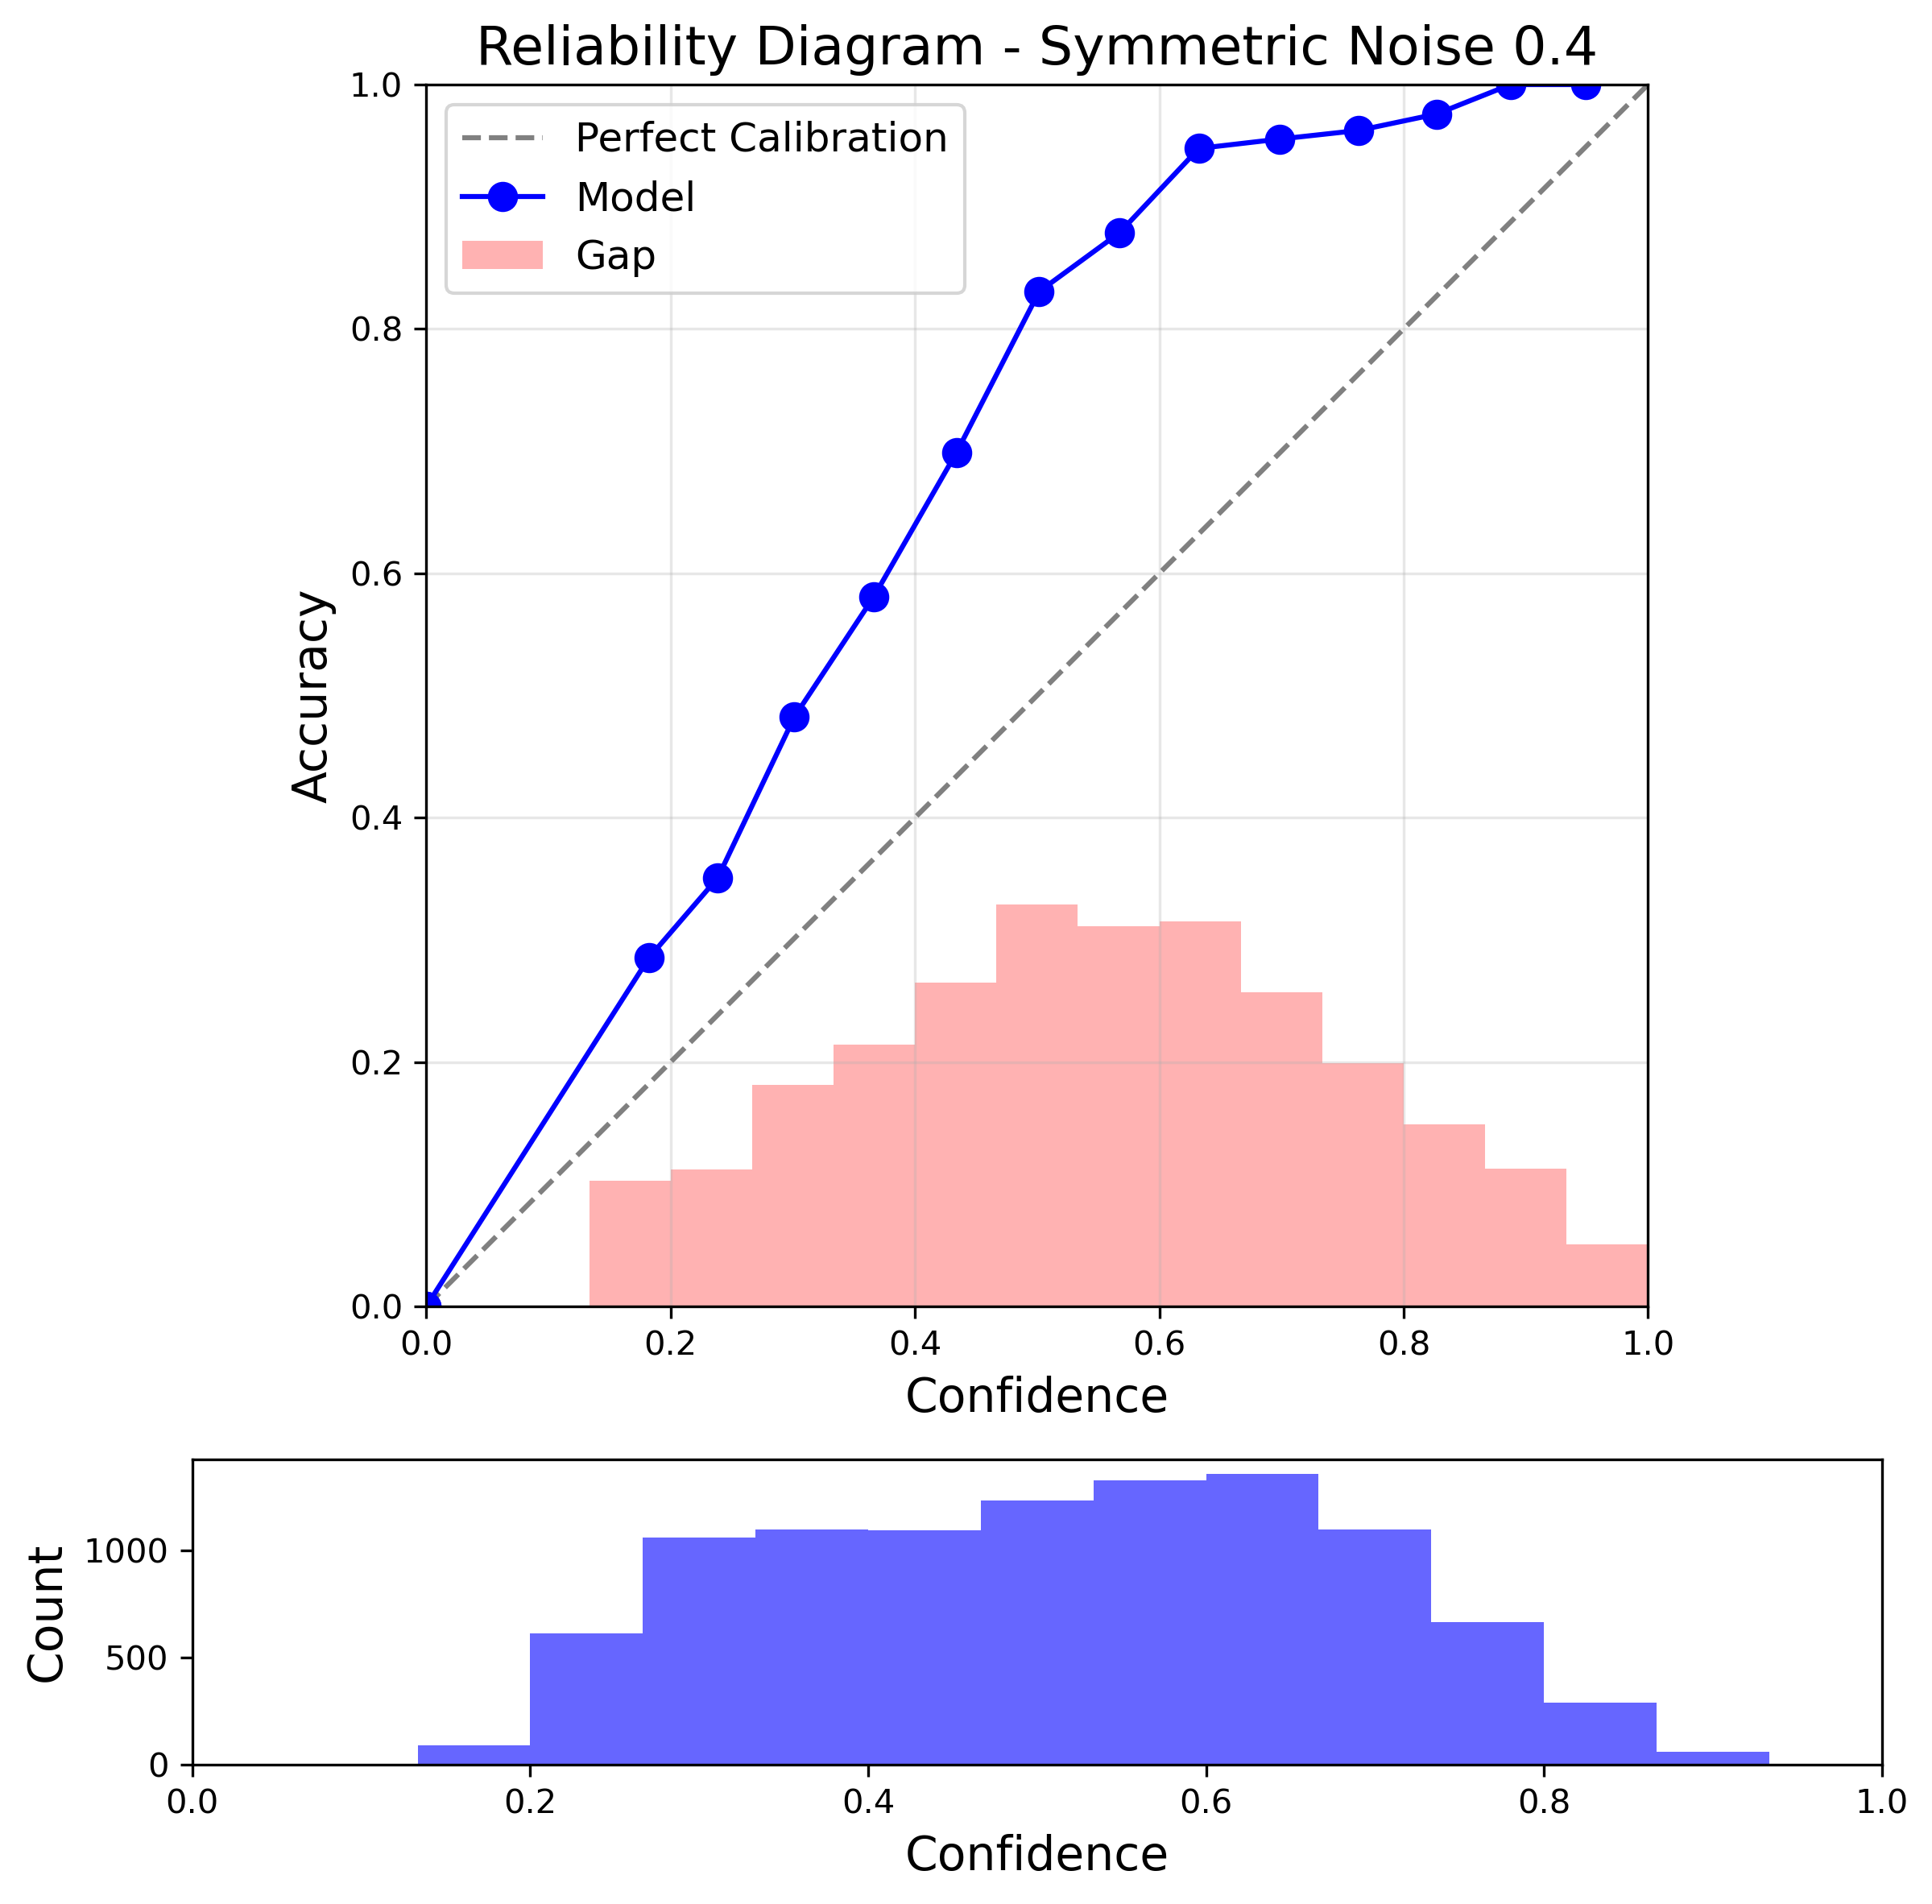 Reliability Diagram - Symmetric Noise 0.4
Perfect Calibration
Model
Gap
Accuracy
1.0
0.8
0.6
0.4
0.2
0.0
0.0 0.2 0.4 0.6 0.8 1.0
Confidence
Count
1000
500
0
0.0 0.2 0.4 0.6 0.8 1.0
Confidence